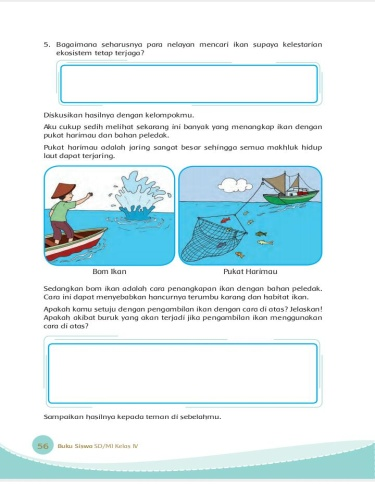 5. Bagaimana seharusnya para nelayan mencari ikan supaya kelestarian
ekosistem tetap terjaga?
Diskusikan hasilnya dengan kelompokmu.
Aku cukup sedih melihat sekarang ini banyak yang menangkap ikan dengan
pukat harimau dan bahan peledak.
Pukat harimau adalah jaring sangat besar sehingga semua makhluk hidup
laut dapat terjaring.
Bom Ikan
Pukat Harimau
Sedangkan bom ikan adalah cara penangkapan ikan dengan bahan peledak.
Cara ini dapat menyebabkan hancurnya terumbu karang dan habitat ikan.
Apakah kamu setuju dengan pengambilan ikan dengan cara di atas? Jelaskan!
Apakah akibat buruk yang akan terjadi jika pengambilan ikan menggunakan
cara di atas?
Sampaikan hasilnya kepada teman di sebelahmu.
56 Buku Siswa SD/MI Kelas IV